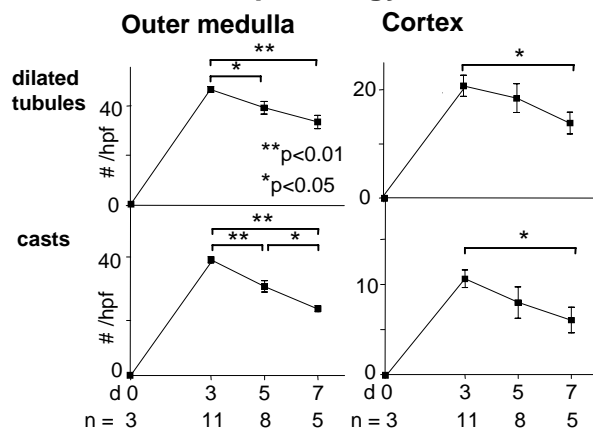 Outer medulla Cortex
dilated
tubules
# /hpf
40
0
**
*
**p<0.01
*p<0.05
20
0
*
casts
# /hpf
40
0
**
** *
10
0
*
d 0 3 5 7 0 3 5 7
n = 3 11 8 5 n = 3 11 8 5